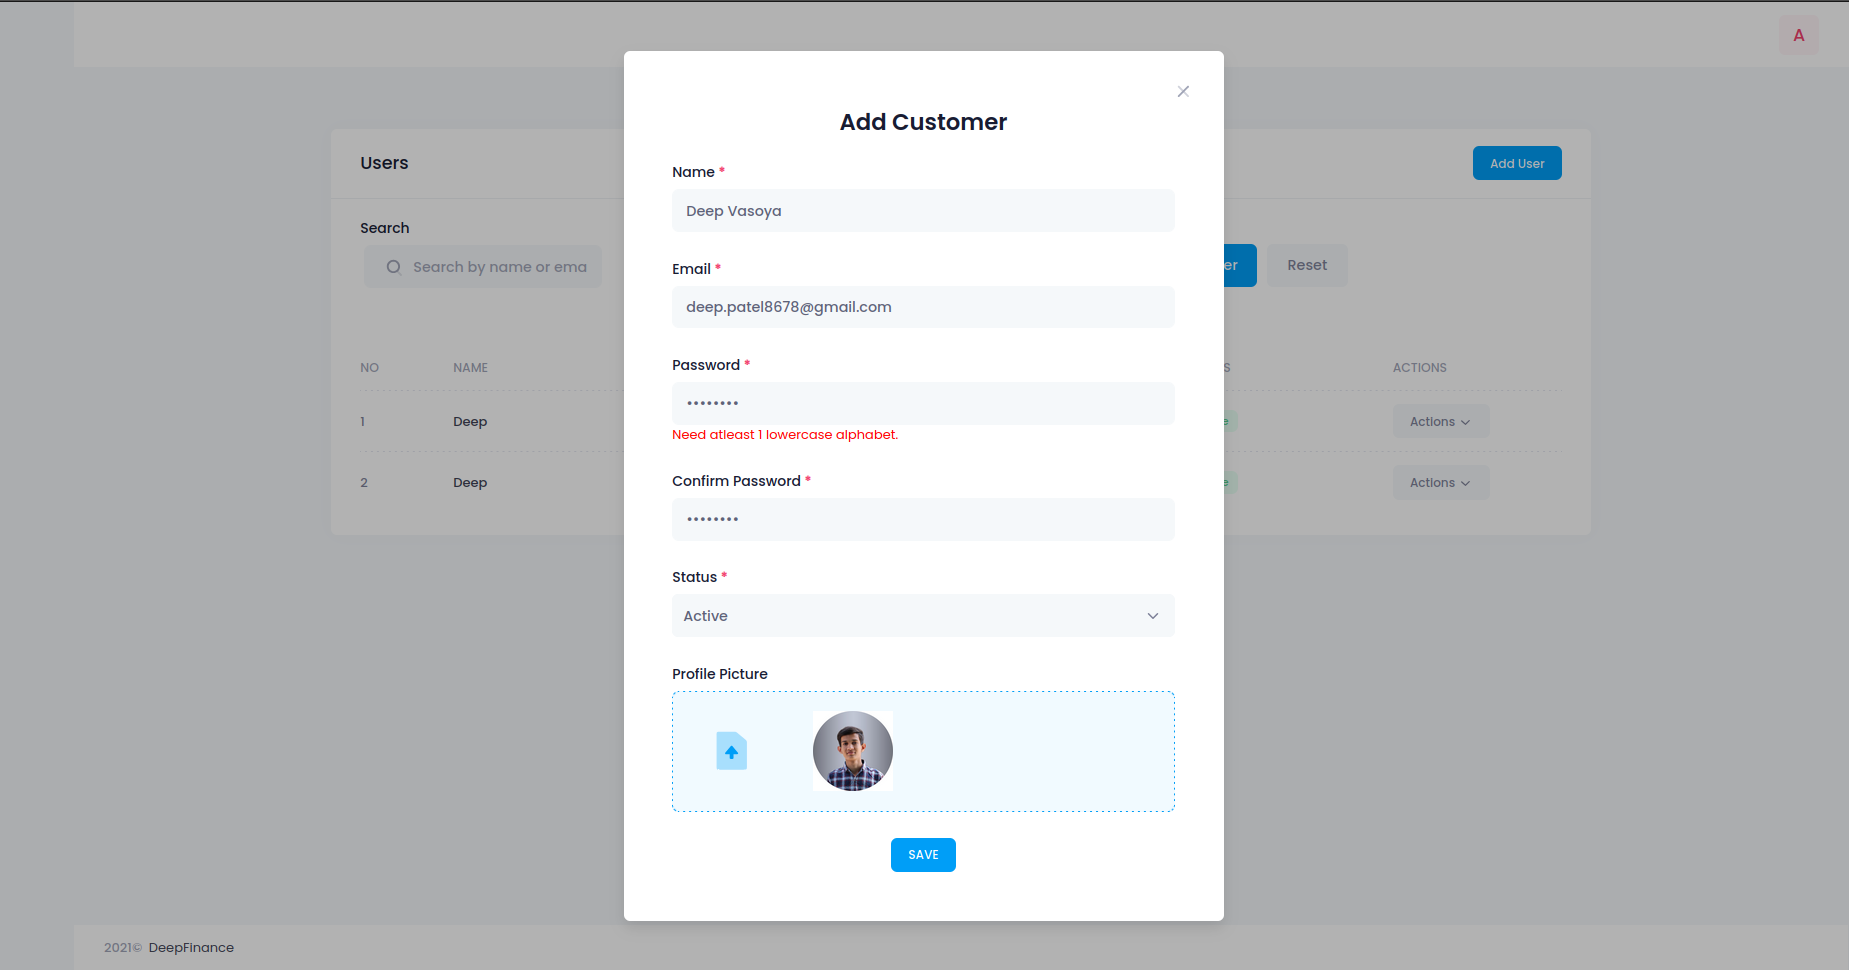 A
Users
Add User
Search
Search by name or ema
er
Reset
NO NAME S ACTIONS
1 Deep e Actions
2 Deep e Actions
Add Customer
Name *
Deep Vasoya
Email *
deep.patel8678@gmail.com
Password *
••••••••
Need atleast 1 lowercase alphabet.
Confirm Password *
••••••••
Status *
Active
Profile Picture
SAVE
2021© DeepFinance